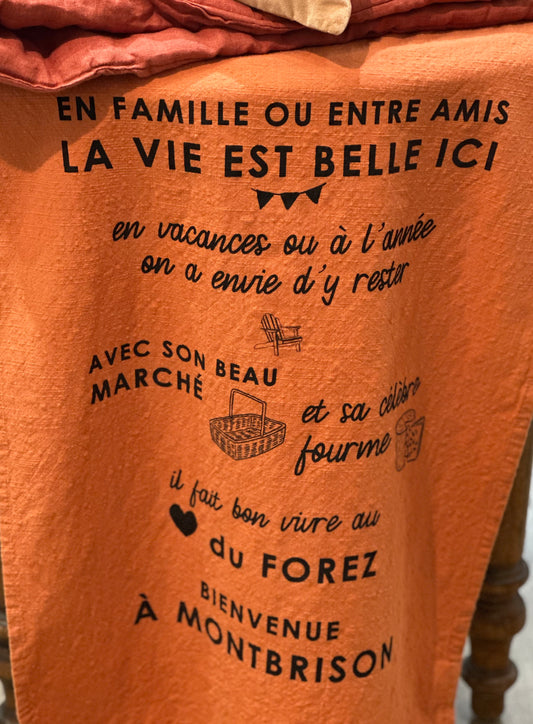 EN FAMILLE OU ENTRE AMIS
LA VIE EST BELLE ICI
en vacances ou à l'année
on a envie d'y rester
AVEC SON BEAU
MARCHÉ
et sa célèbre
fourme
il fait bon vivre au
du FOREZ
BIENVENUE
À MONTBRISON